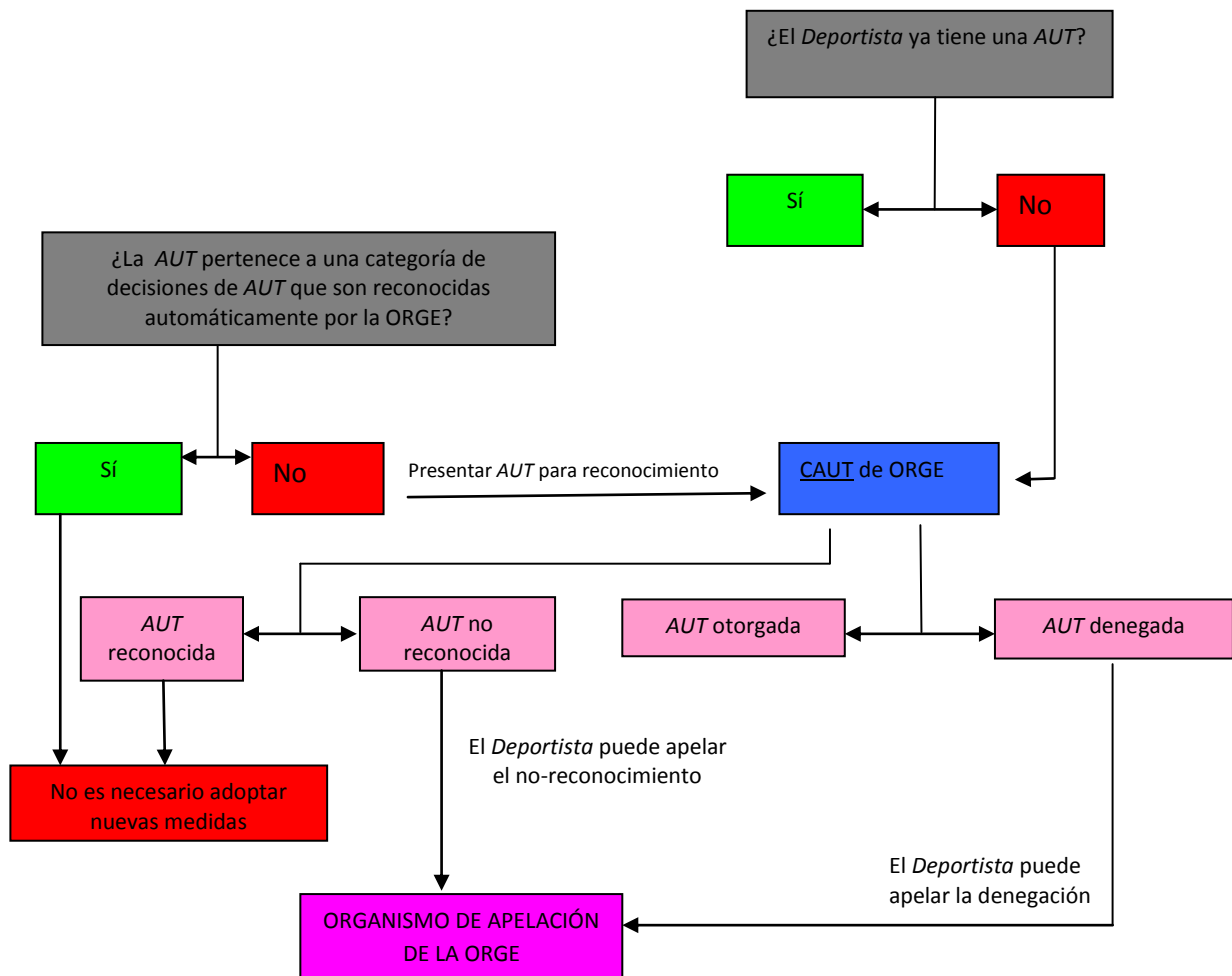 ¿El Deportista ya tiene una AUT?
Sí
No
¿La AUT pertenece a una categoría de
decisiones de AUT que son reconocidas
automáticamente por la ORGE?
Sí
No
Presentar AUT para reconocimiento
CAUT de ORGE
AUT
reconocida
AUT no
reconocida
AUT otorgada
AUT denegada
El Deportista puede apelar
el no-reconocimiento
No es necesario adoptar
nuevas medidas
El Deportista puede
apelar la denegación
ORGANISMO DE APELACIÓN
DE LA ORGE